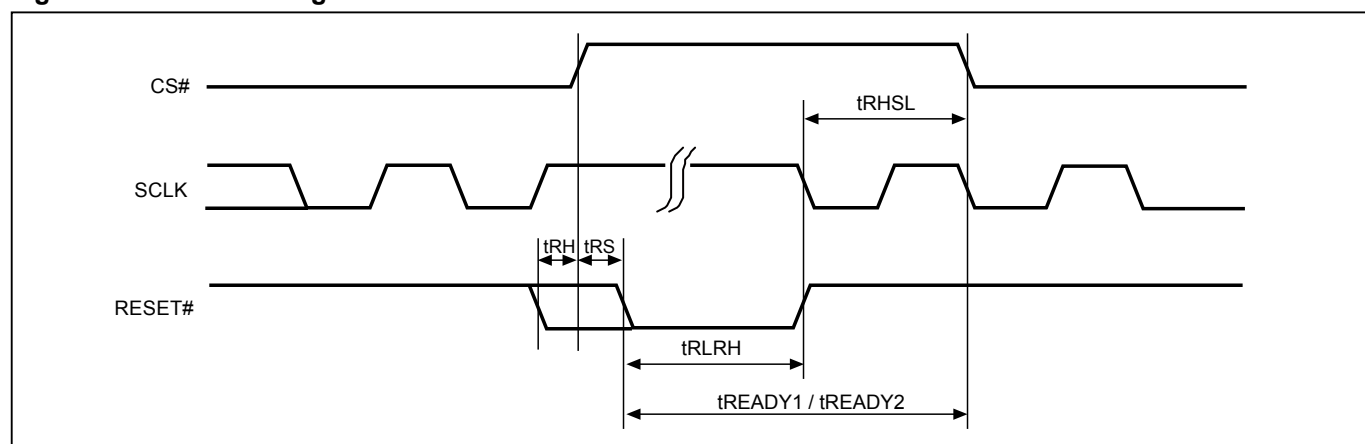 CS#
tRHSL
SCLK
tRH tRS
RESET#
tRLRH
tREADY1 / tREADY2